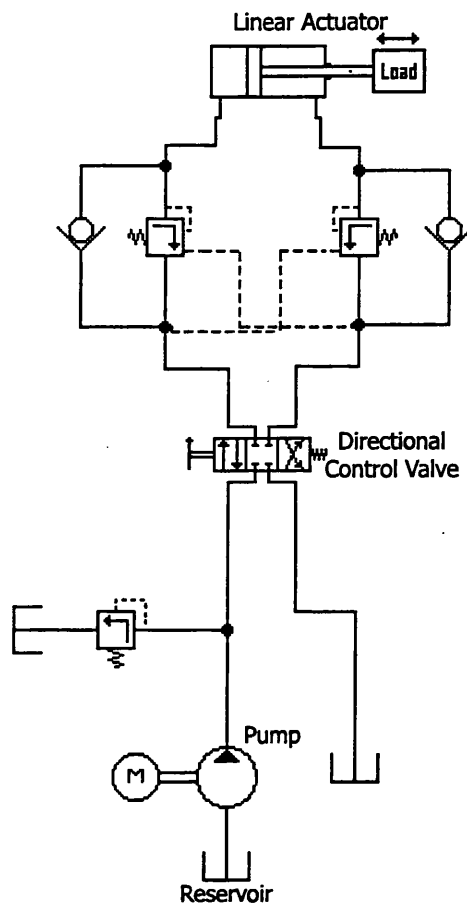 Linear Actuator
Load
Directional
Control Valve
Pump
M
Reservoir